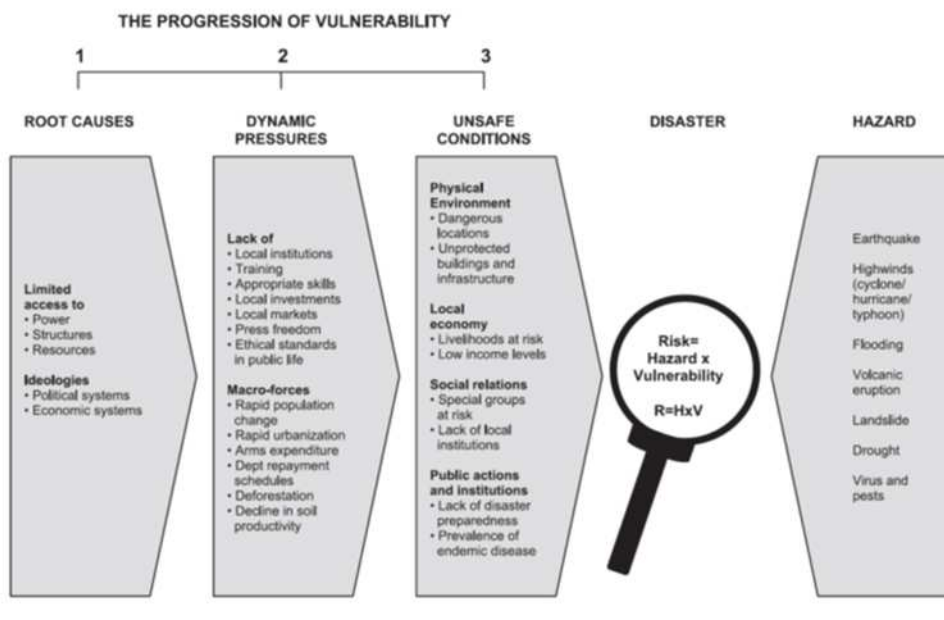 THE PROGRESSION OF VULNERABILITY
1
2
3
ROOT CAUSES
DYNAMIC
PRESSURES
UNSAFE
CONDITIONS
DISASTER
HAZARD
Limited
access to
• Power
• Structures
• Resources
Ideologies
• Political systems
• Economic systems
Lack of
• Local institutions
• Training
• Appropriate skills
• Local investments
• Local markets
• Press freedom
• Ethical standards
in public life
Macro-forces
• Rapid population
change
• Rapid urbanization
• Arms expenditure
• Dept repayment
schedules
• Deforestation
• Decline in soil
productivity
Physical
Environment
• Dangerous
locations
• Unprotected
buildings and
infrastructure
Local
economy
• Livelihoods at risk
• Low income levels
Social relations
• Special groups
at risk
• Lack of local
institutions
Public actions
and institutions
• Lack of disaster
preparedness
• Prevalence of
endemic disease
Risk=
Hazard x
Vulnerability
R=HxV
Earthquake
Highwinds
(cyclone/
hurricane/
typhoon)
Flooding
Volcanic
eruption
Landslide
Drought
Virus and
pests